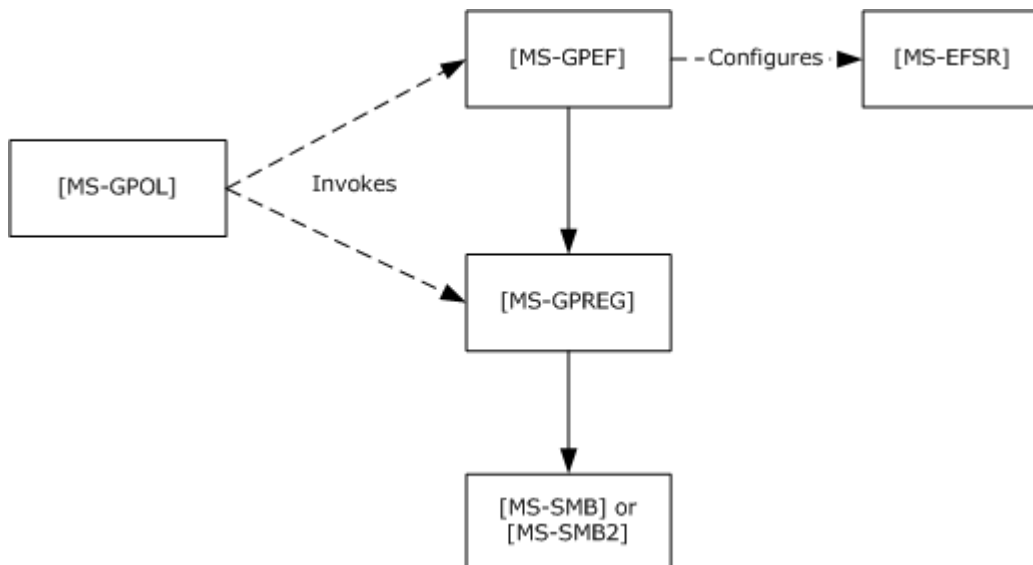 [MS-GPEF]
Configures
[MS-EFSR]
[MS-GPOL]
Invokes
[MS-GPREG]
[MS-SMB] or
[MS-SMB2]